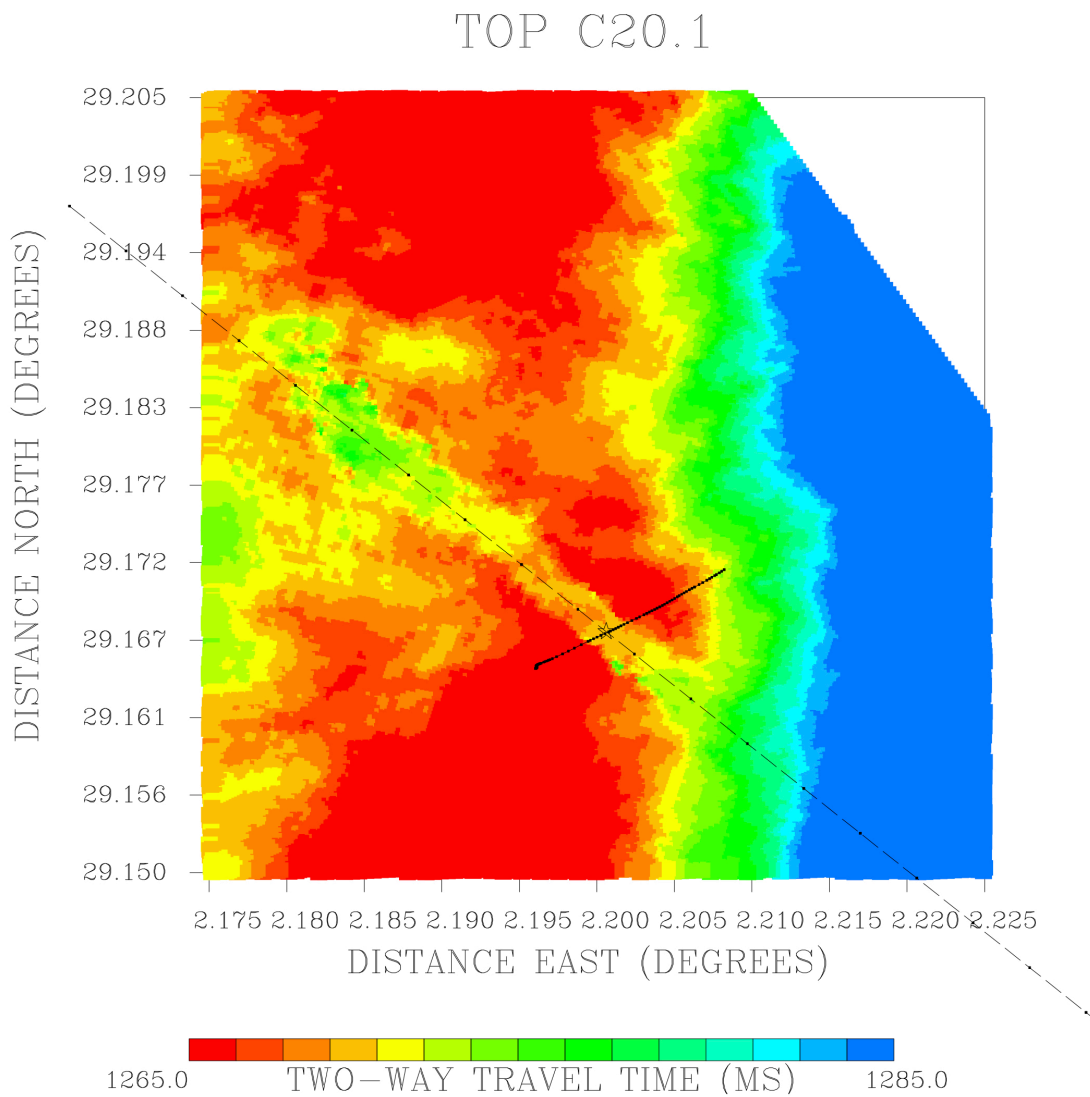 TOP C20.1
29.205
29.199
29.194
29.188
29.183
29.177
29.172
29.167
29.161
29.156
29.150
DISTANCE NORTH (DEGREES)
2.175 2.180 2.185 2.190 2.195 2.200 2.205 2.210 2.215 2.220 2.225
DISTANCE EAST (DEGREES)
1265.0 TWO-WAY TRAVEL TIME (MS) 1285.0